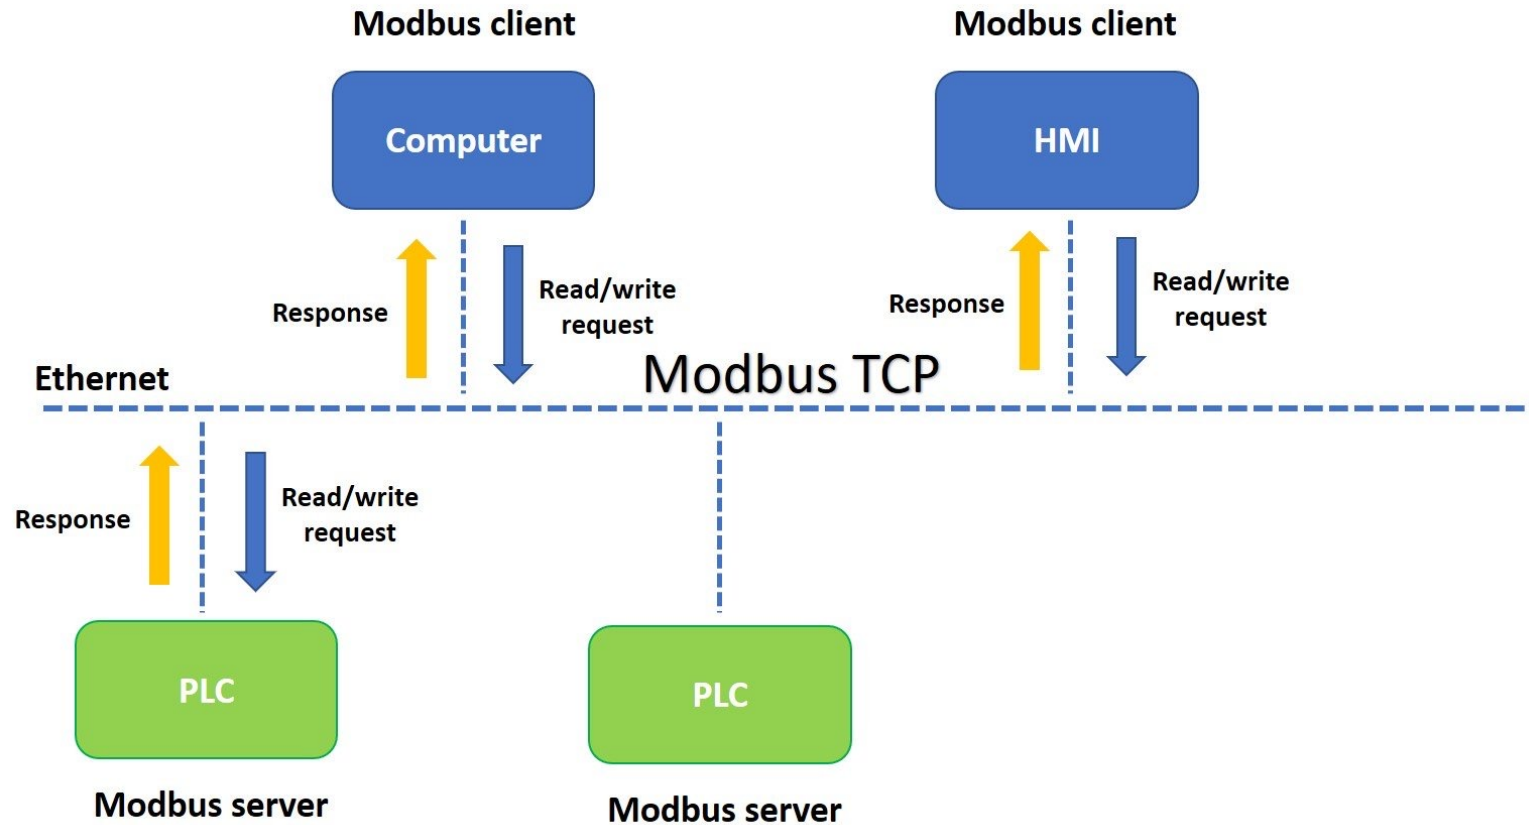 Modbus client
Modbus client
Computer
HMI
Response
Read/write
request
Response
Read/write
request
Ethernet
Modbus TCP
Response
Read/write
request
PLC
PLC
Modbus server
Modbus server